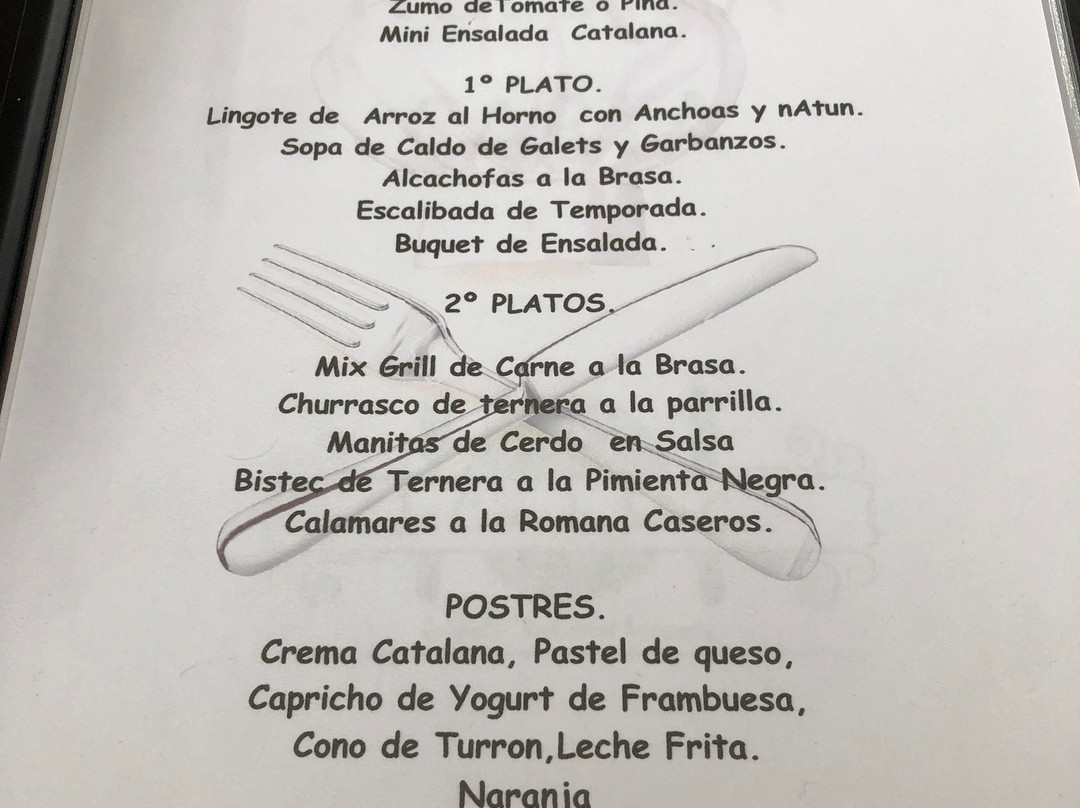 Zumo deTomate o Piña.
Mini Ensalada Catalana.
1º PLATO.
Lingote de Arroz al Horno con Anchoas y nAtun.
Sopa de Caldo de Galets y Garbanzos.
Alcachofas a la Brasa.
Escalibada de Temporada.
Buquet de Ensalada.
2º PLATOS.
Mix Grill de Carne a la Brasa.
Churrasco de ternera a la parrilla.
Manitas de Cerdo en Salsa
Bistec de Ternera a la Pimienta Negra.
Calamares a la Romana Caseros.
POSTRES.
Crema Catalana, Pastel de queso,
Capricho de Yogurt de Frambuesa,
Cono de Turron,Leche Frita.
Naranja